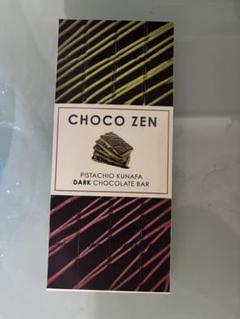 CHOCO ZEN
PISTACHIO KUNAFA
DARK CHOCOLATE BAR